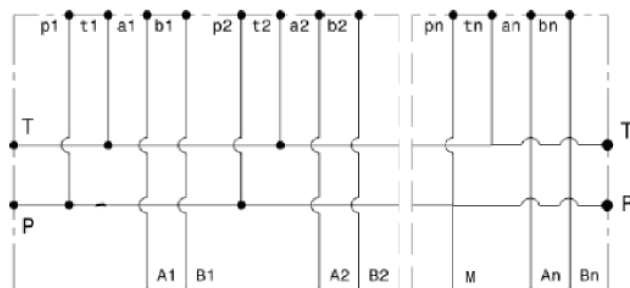 p1 t1 a1 b1 p2 t2 a2 b2 pn tn an bn
T T
P P
A1 B1 A2 B2 M An Bn